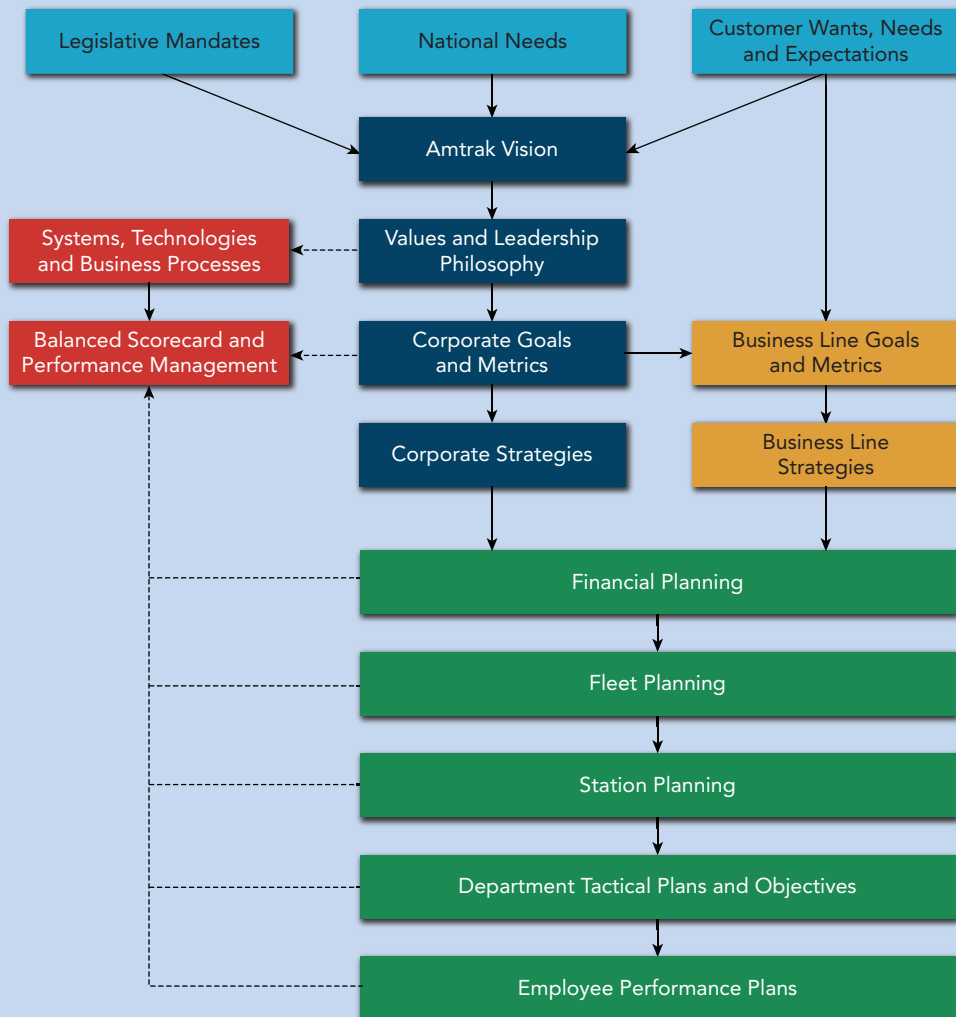 Legislative Mandates
National Needs
Customer Wants, Needs
and Expectations
Amtrak Vision
Systems, Technologies
and Business Processes
Values and Leadership
Philosophy
Balanced Scorecard and
Performance Management
Corporate Goals
and Metrics
Business Line Goals
and Metrics
Corporate Strategies
Business Line
Strategies
Financial Planning
Fleet Planning
Station Planning
Department Tactical Plans and Objectives
Employee Performance Plans